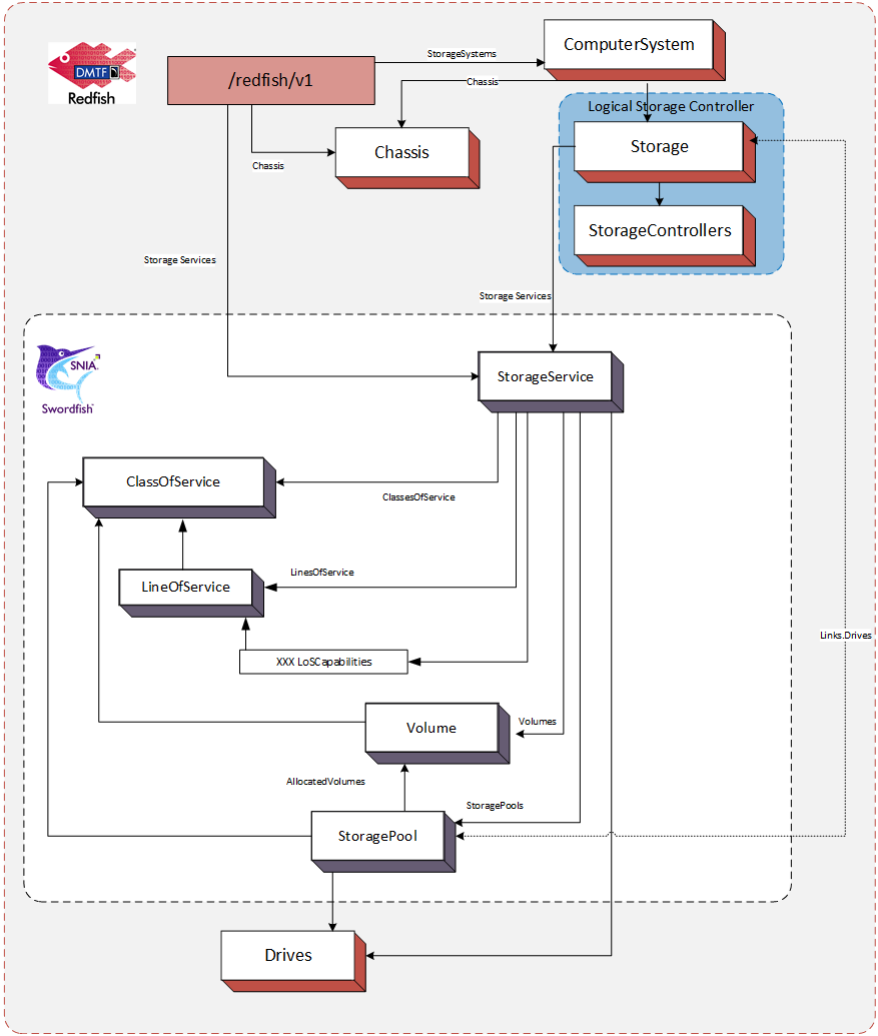 ComputerSystem
StorageSystems
DMTF
Redfish
/redfish/v1
Chassis
Logical Storage Controller
Chassis
Storage
Chassis
StorageControllers
Storage Services
Storage Services
SNIA
Swordfish
StorageService
ClassOfService
ClassesOfService
LinesOfService
LineOfService
Links.Drives
XXX LoSCapabilities
Volume
Volumes
AllocatedVolumes
StoragePools
StoragePool
Drives